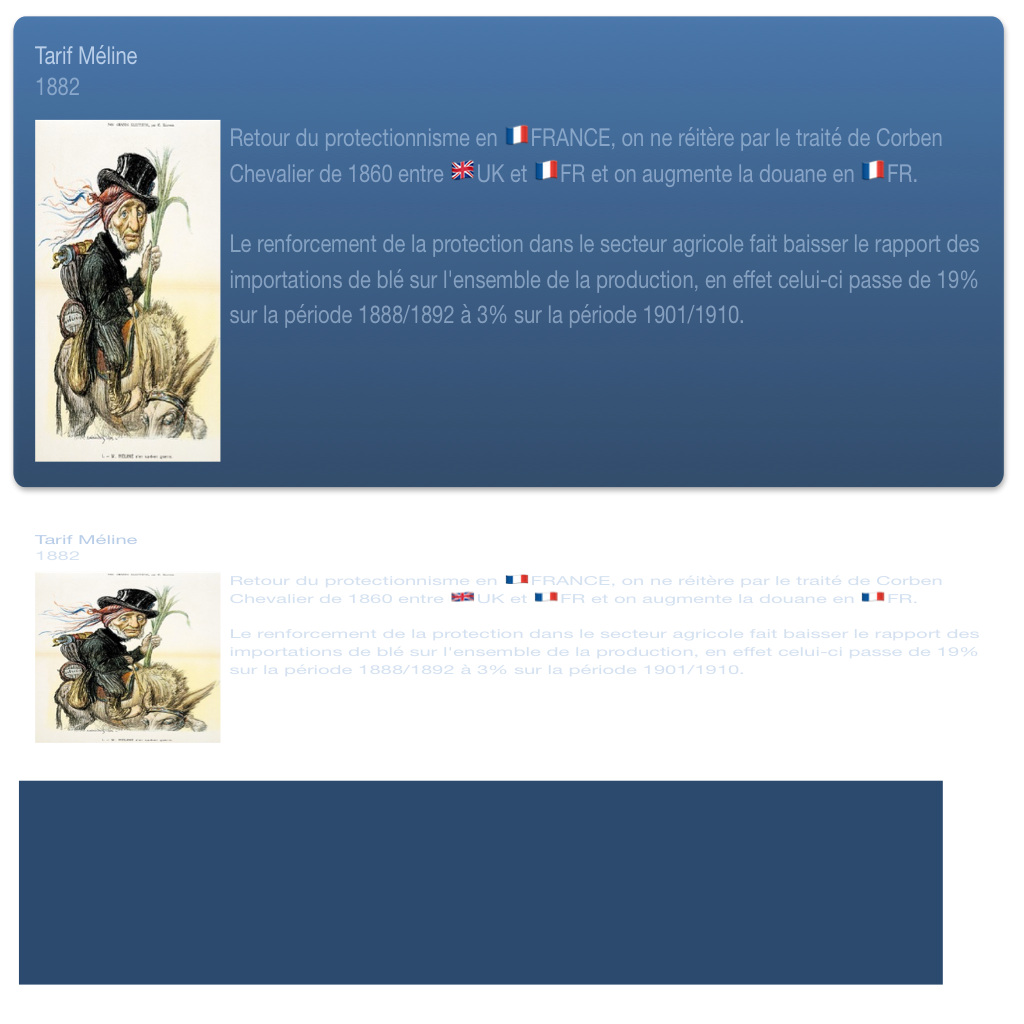 Tarif Méline
1882
Retour du protectionnisme en 🇫🇷FRANCE, on ne réitère par le traité de Corben
Chevalier de 1860 entre 🇬🇧UK et 🇫🇷FR et on augmente la douane en 🇫🇷FR.
Le renforcement de la protection dans le secteur agricole fait baisser le rapport des
importations de blé sur l'ensemble de la production, en effet celui-ci passe de 19%
sur la période 1888/1892 à 3% sur la période 1901/1910.
Tarif Méline
1882
Retour du protectionnisme en 🇫🇷FRANCE, on ne réitère par le traité de Corben
Chevalier de 1860 entre 🇬🇧UK et 🇫🇷FR et on augmente la douane en 🇫🇷FR.
Le renforcement de la protection dans le secteur agricole fait baisser le rapport des
importations de blé sur l'ensemble de la production, en effet celui-ci passe de 19%
sur la période 1888/1892 à 3% sur la période 1901/1910.